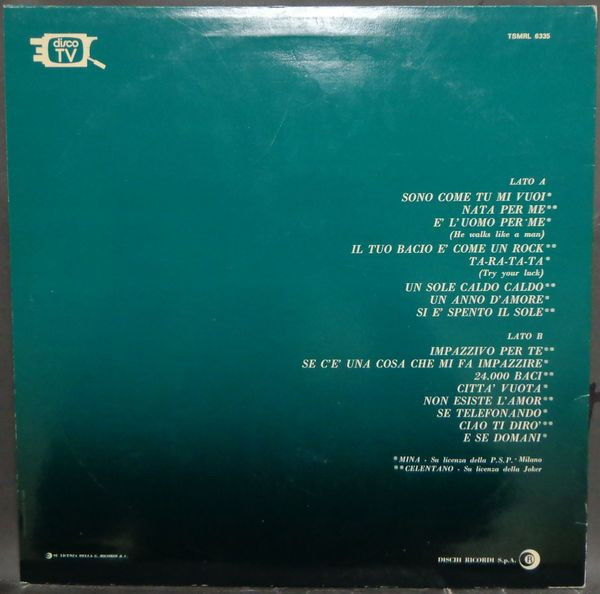 disco
TV
TSMRL 6335
LATO A
SONO COME TU MI VUOI*
NATA PER ME**
E' L'UOMO PER ME*
(He walks like a man)
IL TUO BACIO E' COME UN ROCK**
TA-RA-TA-TA*
(Try your luck)
UN SOLE CALDO CALDO**
UN ANNO D'AMORE*
SI E' SPENTO IL SOLE**
LATO B
IMPAZZIVO PER TE**
SE C'E' UNA COSA CHE MI FA IMPAZZIRE*
24.000 BACI**
CITTA' VUOTA*
NON ESISTE L'AMOR**
SE TELEFONANDO*
CIAO TI DIRO'**
E SE DOMANI*
*MINA - Su licenza della P.S.P. - Milano
**CELENTANO - Su licenza della Joker
SU LICENZA DELLA G. RICORDI & C.
DISCHI RICORDI S.p.A. R